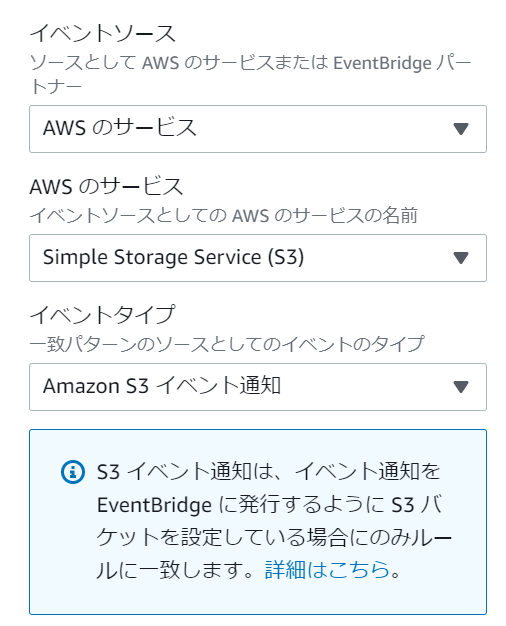 イベントソース
ソースとして AWS のサービスまたは EventBridge パー
トナー
AWS のサービス
AWS のサービス
イベントソースとしての AWS のサービスの名前
Simple Storage Service (S3)
イベントタイプ
一致パターンのソースとしてのイベントのタイプ
Amazon S3 イベント通知
S3 イベント通知は、イベント通知を
EventBridge に発行するように S3 バ
ケットを設定している場合にのみルー
ルに一致します。詳細はこちら。